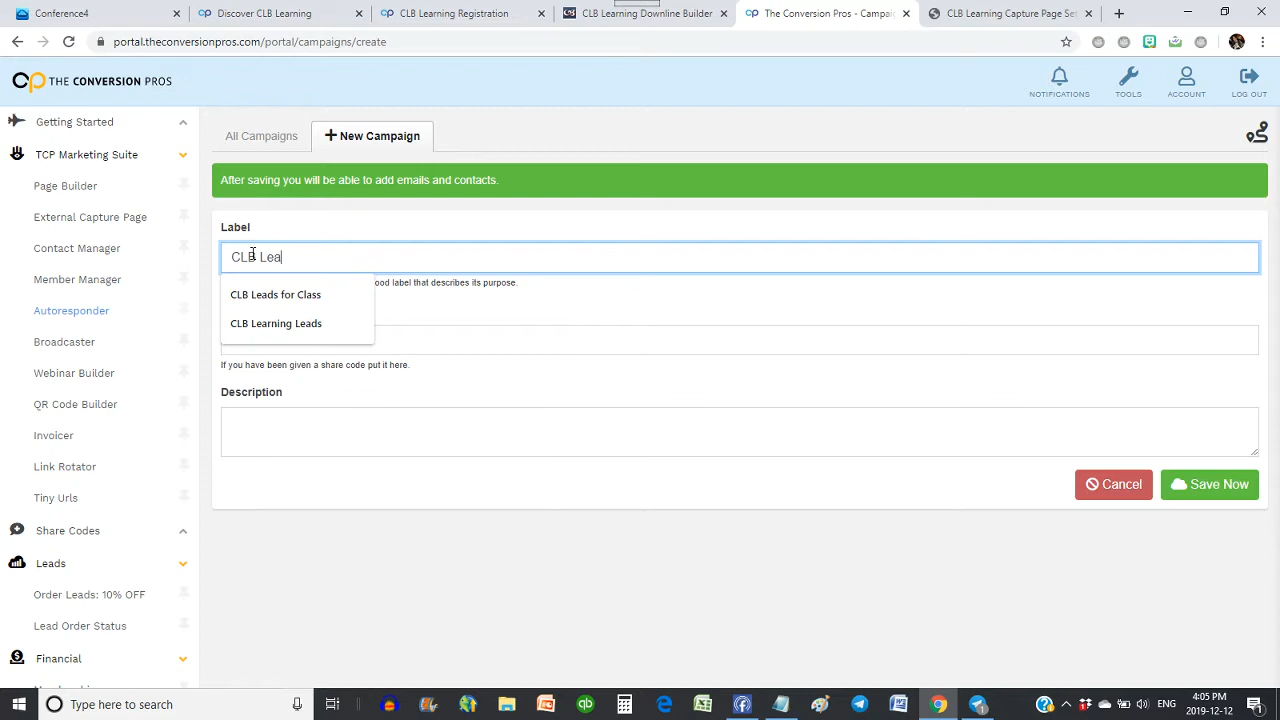 Conference4
Discover CLB Learning
CLB Learning Registration
CLB Learning Downline Builder
The Conversion Pros - Campai
CLB Learning Capture Page Set
portal.theconversionpros.com/portal/campaigns/create
THE CONVERSION PROS
NOTIFICATIONS
TOOLS
ACCOUNT
LOG OUT
Getting Started
TCP Marketing Suite
Page Builder
External Capture Page
Contact Manager
Member Manager
Autoresponder
Broadcaster
Webinar Builder
QR Code Builder
Invoicer
Link Rotator
Tiny Urls
Share Codes
Leads
Order Leads: 10% OFF
Lead Order Status
Financial
All Campaigns
New Campaign
After saving you will be able to add emails and contacts.
Label
CLB Lea
ood label that describes its purpose.
CLB Leads for Class
CLB Learning Leads
If you have been given a share code put it here.
Description
Cancel
Save Now
Type here to search
4:05 PM
2019-12-12